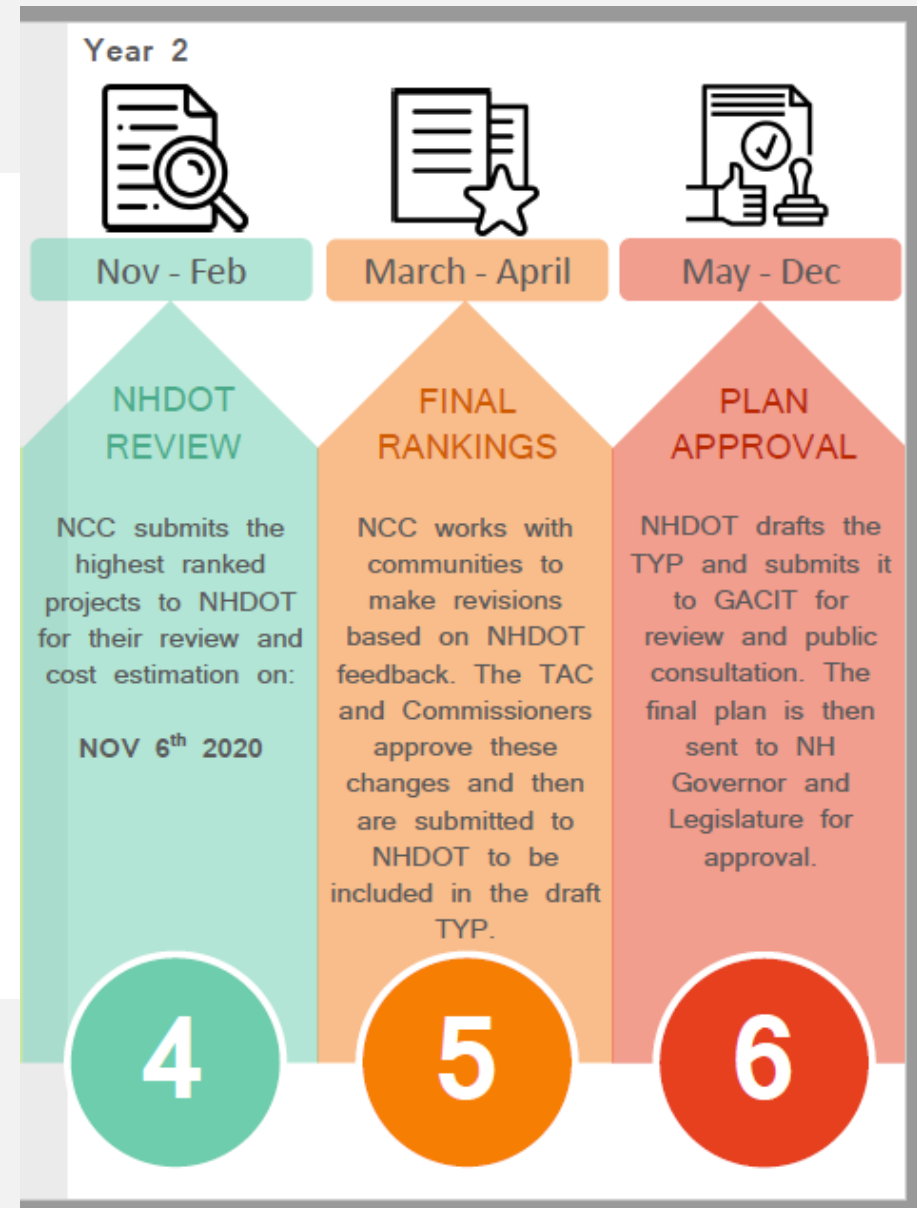 Year 2
Nov - Feb
NHDOT
REVIEW
NCC submits the
highest ranked
projects to NHDOT
for their review and
cost estimation on:
NOV 6th 2020
4
March - April
FINAL
RANKINGS
NCC works with
communities to
make revisions
based on NHDOT
feedback. The TAC
and Commissioners
approve these
changes and then
are submitted to
NHDOT to be
included in the draft
TYP.
5
May - Dec
PLAN
APPROVAL
NHDOT drafts the
TYP and submits it
to GACIT for
review and public
consultation. The
final plan is then
sent to NH
Governor and
Legislature for
approval.
6